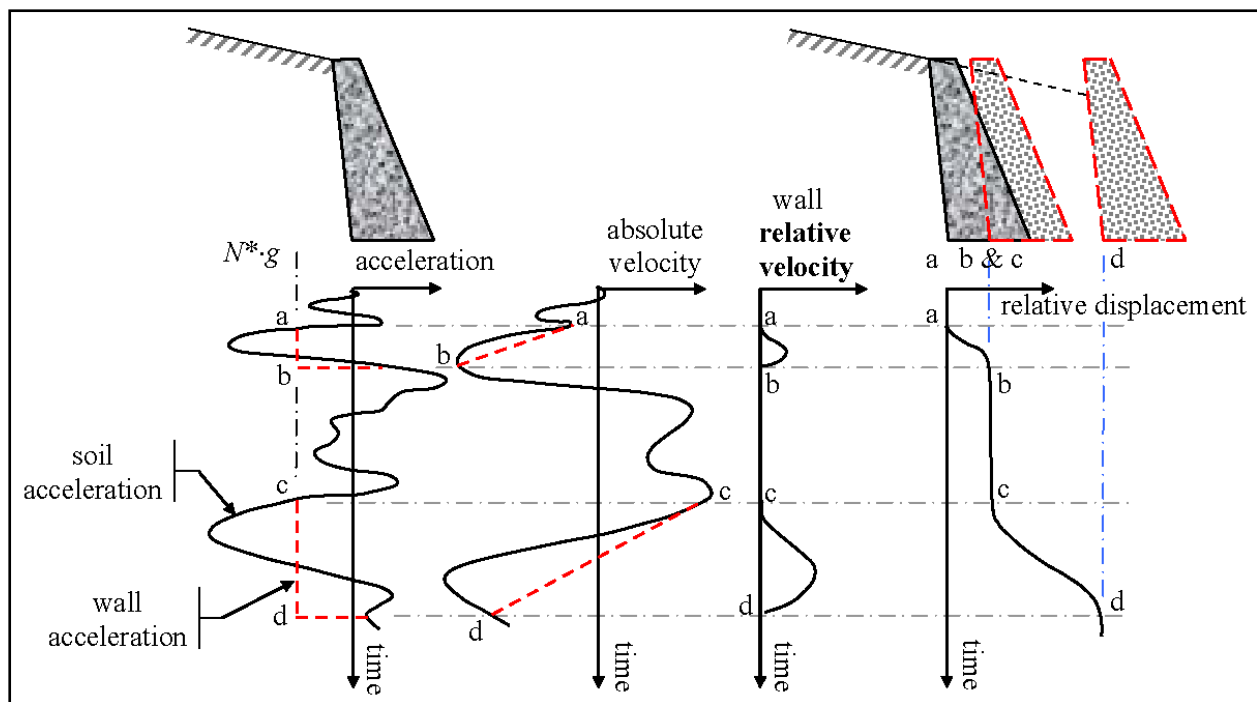 N*·g
acceleration
absolute
velocity
wall
relative
velocity
a b & c d
relative displacement
a
b
c
d
soil
acceleration
wall
acceleration
a
b
c
d
a
b
c
d
a
b
c
d
time
time
time
time